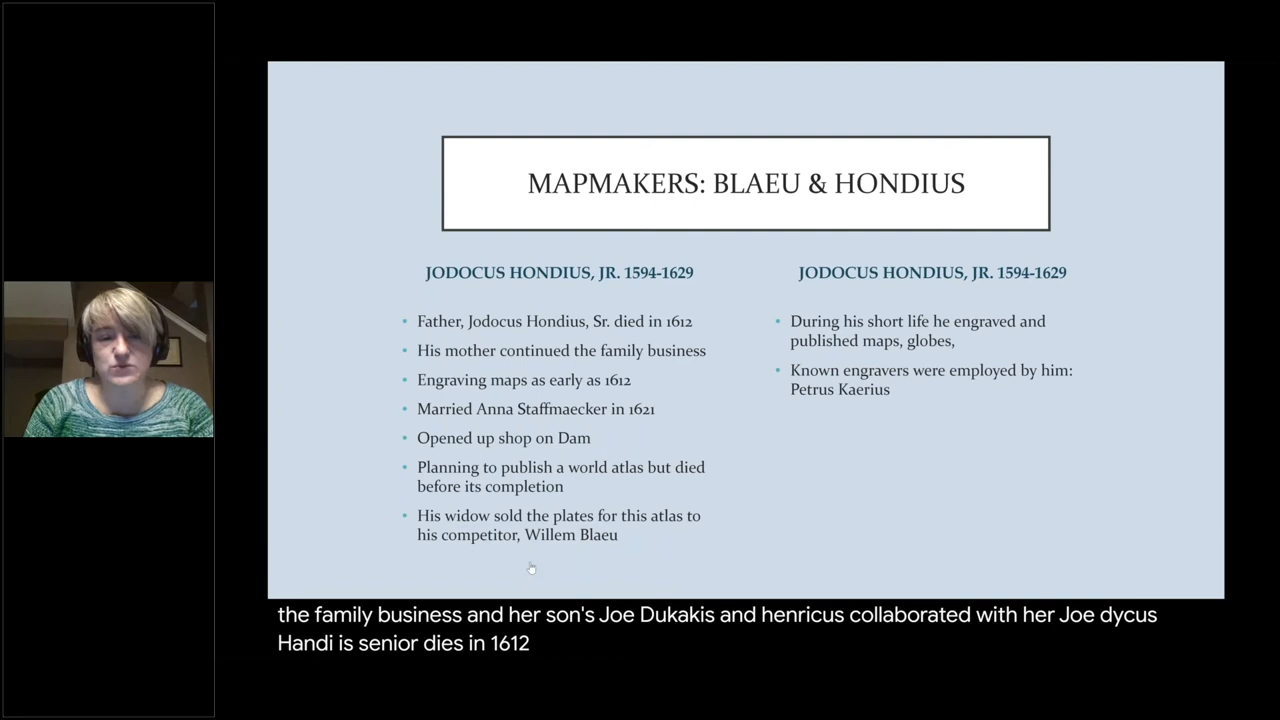 MAPMAKERS: BLAEU & HONDIUS
JODOCUS HONDIUS, JR. 1594-1629
• Father, Jodocus Hondius, Sr. died in 1612
• His mother continued the family business
• Engraving maps as early as 1612
• Married Anna Staffmaecker in 1621
• Opened up shop on Dam
• Planning to publish a world atlas but died
before its completion
• His widow sold the plates for this atlas to
his competitor, Willem Blaeu
JODOCUS HONDIUS, JR. 1594-1629
• During his short life he engraved and
published maps, globes,
• Known engravers were employed by him:
Petrus Kaerius
the family business and her son's Joe Dukakis and henricus collaborated with her Joe dycus
Handi is senior dies in 1612